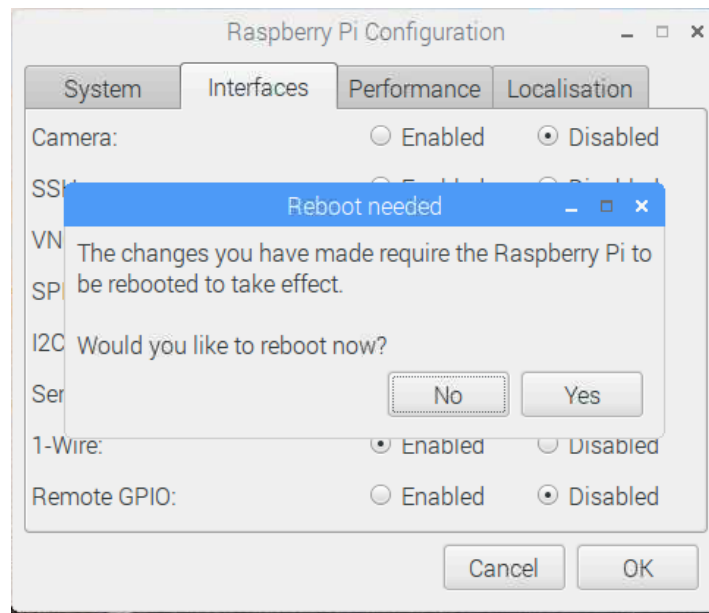 Raspberry Pi Configuration
System Interfaces Performance Localisation
Camera: Enabled Disabled
Reboot needed
The changes you have made require the Raspberry Pi to
be rebooted to take effect.
Would you like to reboot now?
No Yes
1-Wire: Enabled Disabled
Remote GPIO: Enabled Disabled
Cancel OK